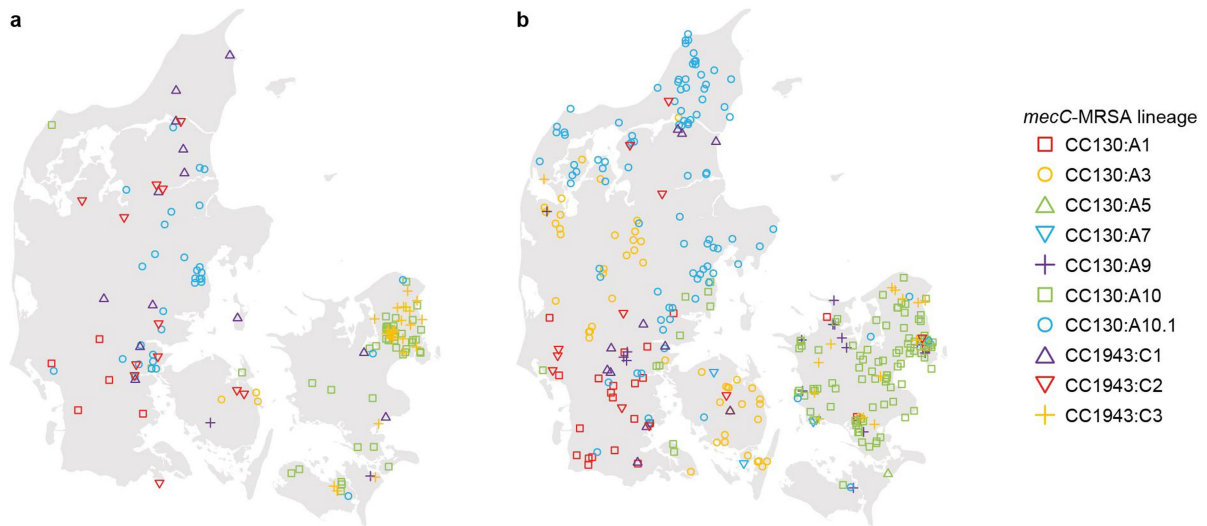 a
b
mecC-MRSA lineage
CC130:A1
CC130:A3
CC130:A5
CC130:A7
CC130:A9
CC130:A10
CC130:A10.1
CC1943:C1
CC1943:C2
CC1943:C3